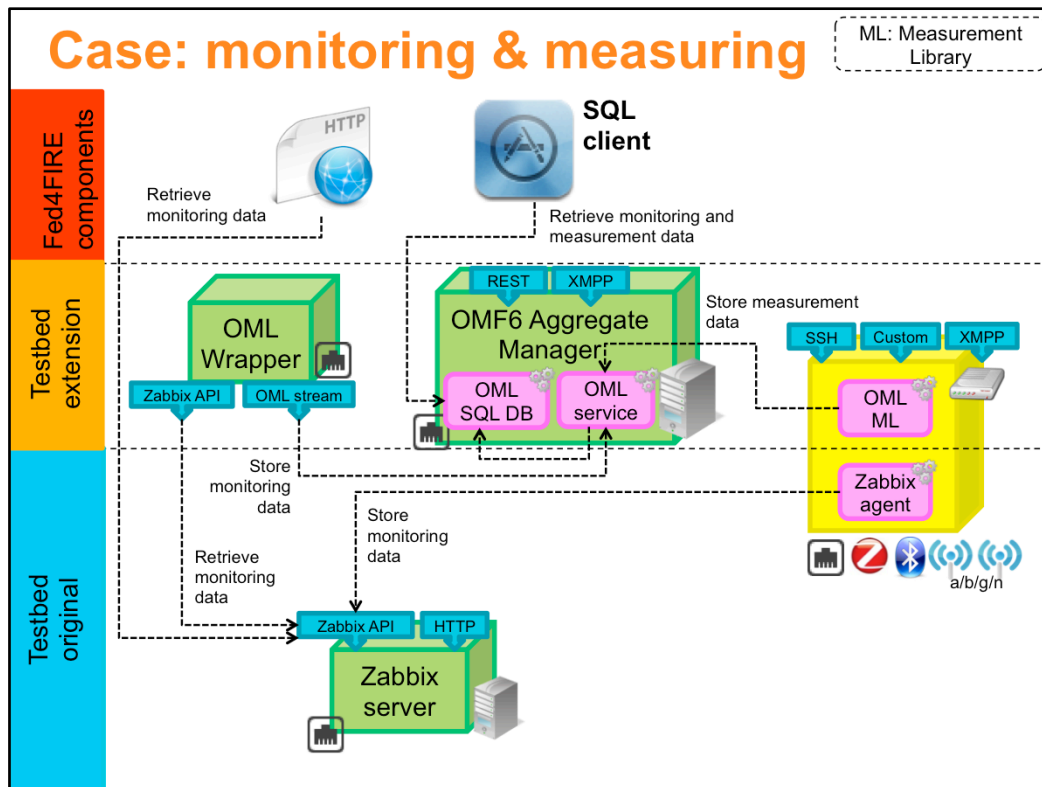 Case: monitoring & measuring
ML: Measurement
Library
Fed4FIRE
components
HTTP
SQL
client
Retrieve
monitoring data
Retrieve monitoring and
measurement data
Testbed
extension
OML
Wrapper
Zabbix API
OML stream
REST
XMPP
OMF6 Aggregate
Manager
OML
SQL DB
OML
service
Store measurement
data
SSH
Custom
XMPP
OML
ML
Zabbix
agent
a/b/g/n
Testbed
original
Store
monitoring
data
Store
monitoring
data
Retrieve
monitoring
data
Zabbix API
HTTP
Zabbix
server